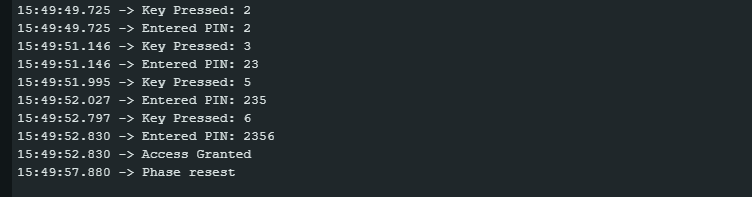 15:49:49.725 -> Key Pressed: 2
15:49:49.725 -> Entered PIN: 2
15:49:51.146 -> Key Pressed: 3
15:49:51.146 -> Entered PIN: 23
15:49:51.995 -> Key Pressed: 5
15:49:52.027 -> Entered PIN: 235
15:49:52.797 -> Key Pressed: 6
15:49:52.830 -> Entered PIN: 2356
15:49:52.830 -> Access Granted
15:49:57.880 -> Phase resest